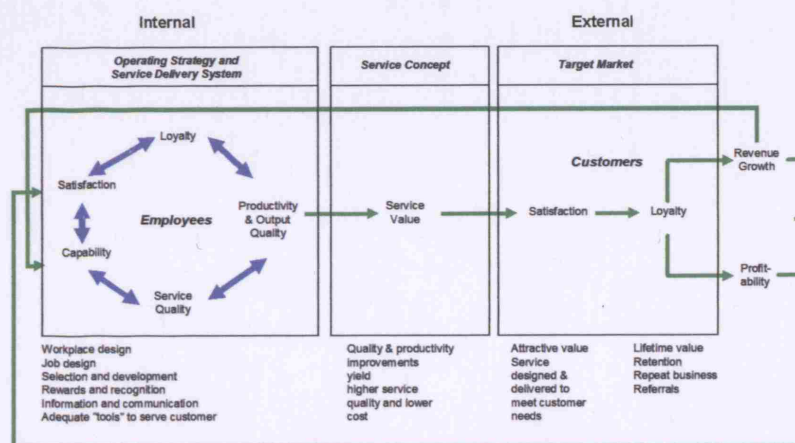 Internal
External
Operating Strategy and
Service Delivery System
Service Concept
Target Market
Loyalty
Satisfaction
Employees
Productivity
& Output
Quality
Capability
Service
Quality
Service
Value
Customers
Satisfaction
Loyalty
Revenue
Growth
Profit-
ability
Workplace design
Job design
Selection and development
Rewards and recognition
Information and communication
Adequate "tools" to serve customer
Quality & productivity
improvements
yield
higher service
quality and lower
cost
Attractive value
Service
designed &
delivered to
meet customer
needs
Lifetime value
Retention
Repeat business
Referrals